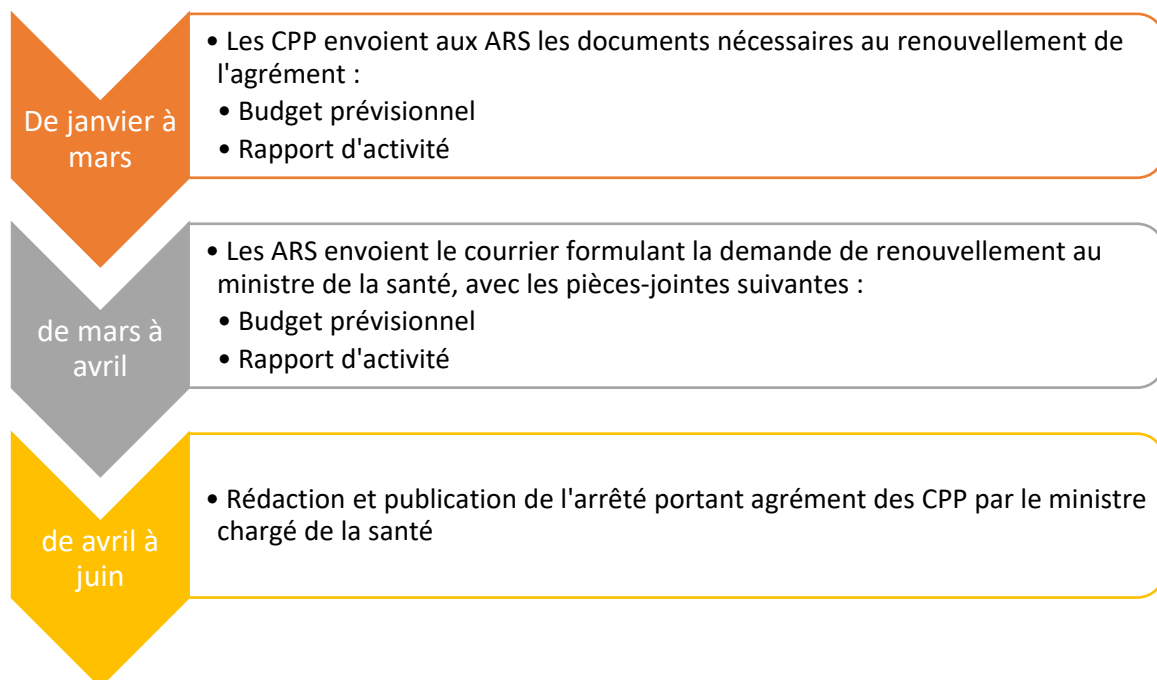 De janvier à
mars
• Les CPP envoient aux ARS les documents nécessaires au renouvellement de
l'agrément :
• Budget prévisionnel
• Rapport d'activité
de mars à
avril
• Les ARS envoient le courrier formulant la demande de renouvellement au
ministre de la santé, avec les pièces-jointes suivantes :
• Budget prévisionnel
• Rapport d'activité
de avril à
juin
• Rédaction et publication de l'arrêté portant agrément des CPP par le ministre
chargé de la santé